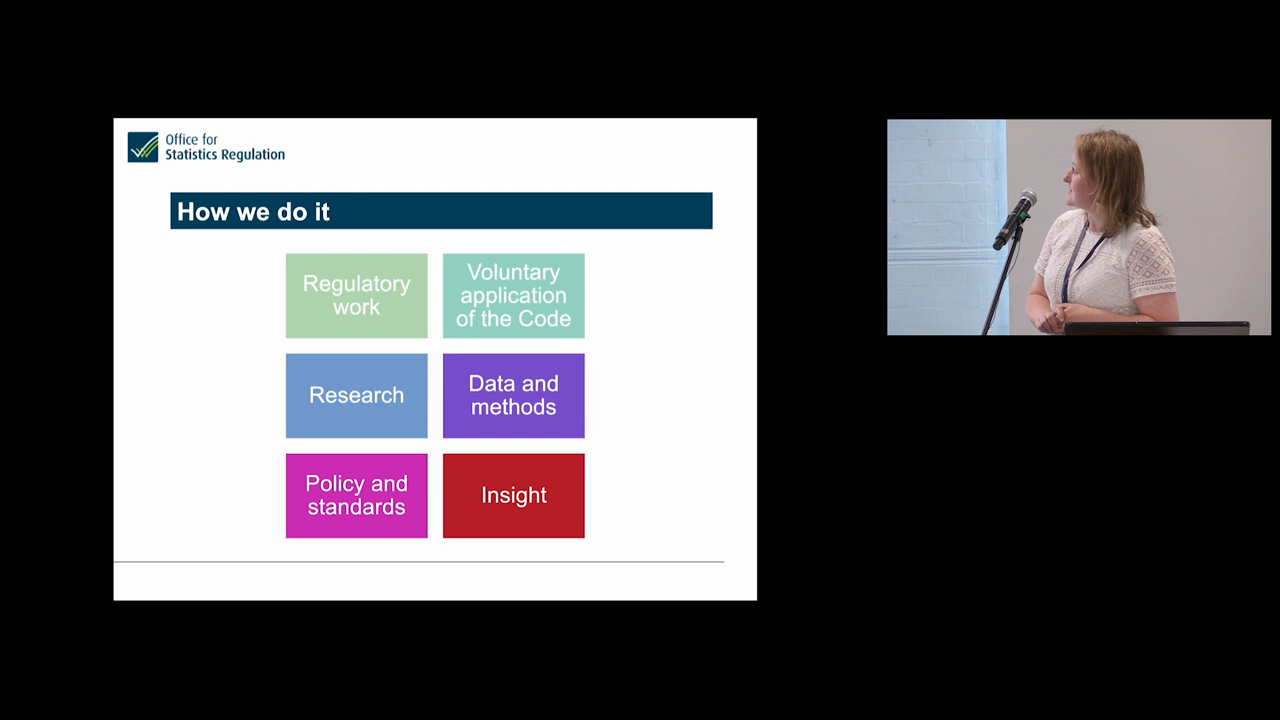 Office for
Statistics Regulation
How we do it
Regulatory
work
Voluntary
application
of the Code
Research
Data and
methods
Policy and
standards
Insight